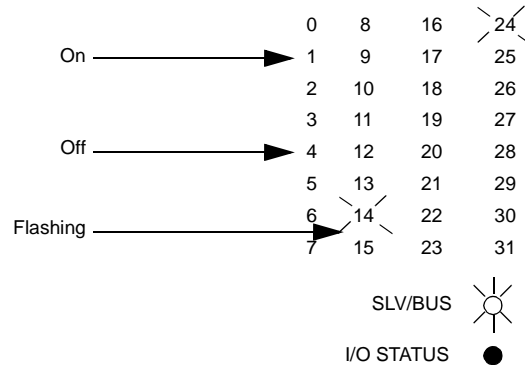 0 8 16 24
On 1 9 17 25
2 10 18 26
3 11 19 27
Off 4 12 20 28
5 13 21 29
6 14 22 30
Flashing
7 15 23 31
SLV/BUS
I/O STATUS